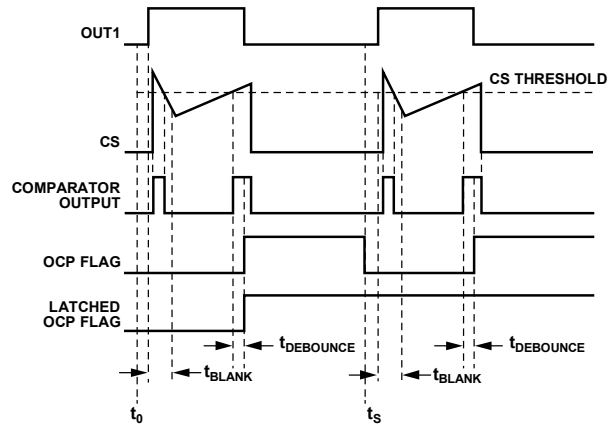 OUT1
CS THRESHOLD
CS
COMPARATOR
OUTPUT
OCP FLAG
LATCHED
OCP FLAG
tDEBOUNCE
tDEBOUNCE
tBLANK
tBLANK
t0
tS